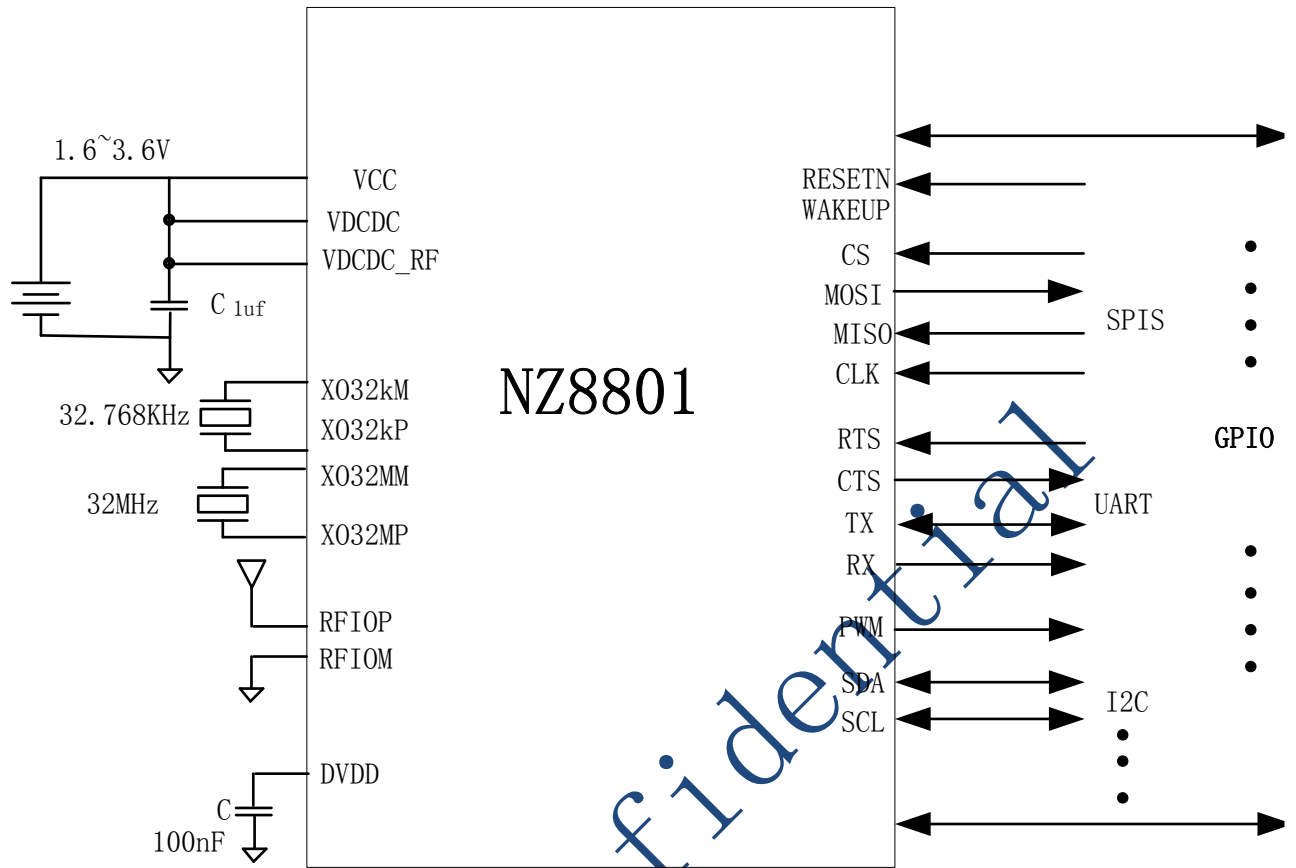 1.6~3.6V
VCC
VDCDC
VDCDC_RF
C 1uf
XO32kM
32.768KHz
XO32kP
XO32MM
32MHz
XO32MP
RFIOP
RFIOM
DVDD
C
100nF
NZ8801
RESETN
WAKEUP
CS
MOSI
MISO
CLK
SPIS
RTS
CTS
TX
RX
UART
PWM
SDA
SCL
I2C
GPIO
fidential